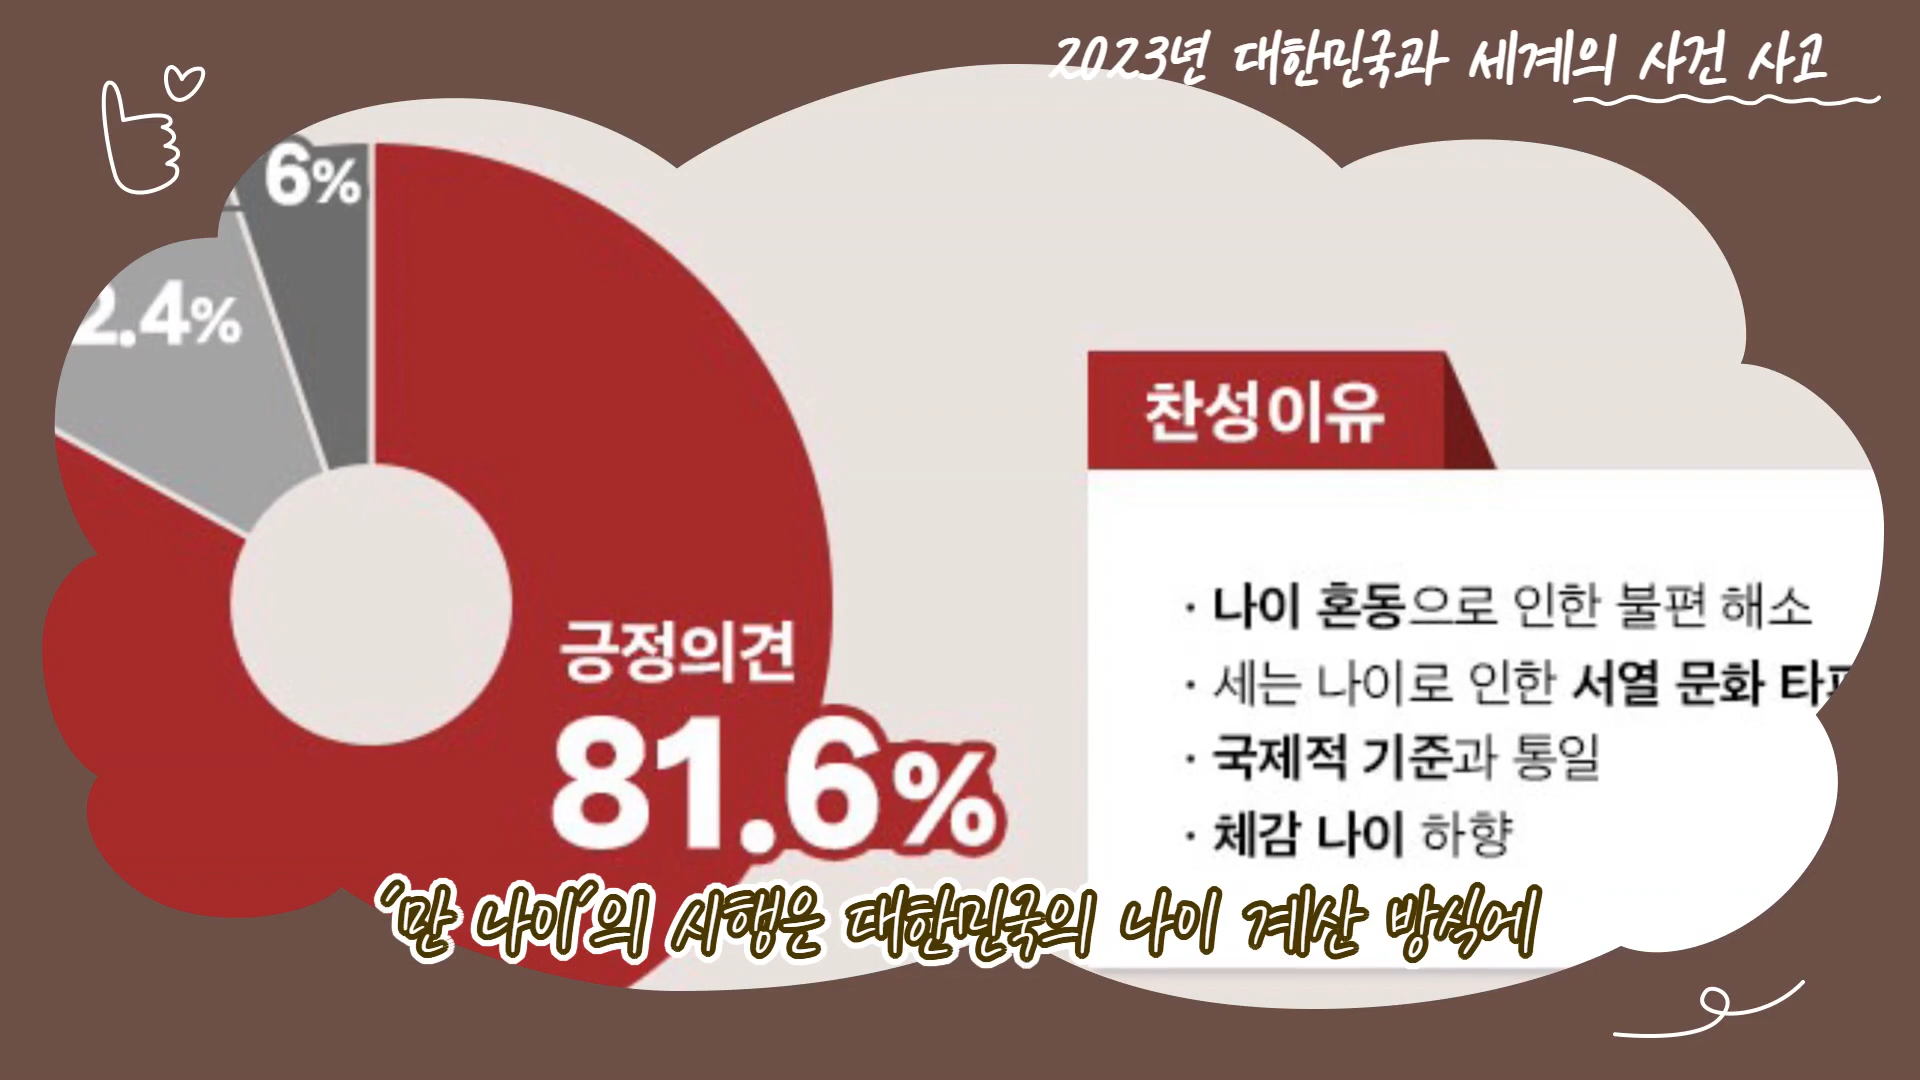 2023년 대한민국과 세계의 사건 사고
6%
2.4%
찬성이유
· 나이 혼동으로 인한 불편 해소
· 세는 나이로 인한 서열 문화
· 국제적 기준과 통일
· 체감 나이 하향
긍정의견
81.6%
'만 나이'의 시행은 대한민국의 나이 계산 방식에